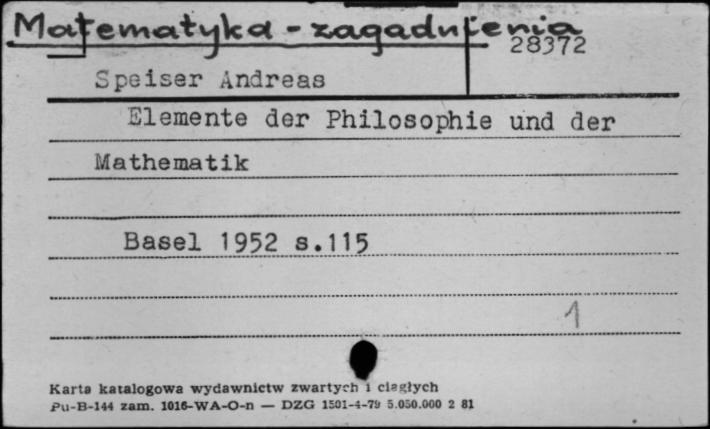 Matematyka - zagadnienia
28372
Speiser Andreas
Elemente der Philosophie und der
Mathematik
Basel 1952 s.115
1
Karta katalogowa wydawnictw zwartych i ciągłych
Pu-B-144 zam. 1016-WA-O-n — DZG 1501-4-79 5.050.000 2 81